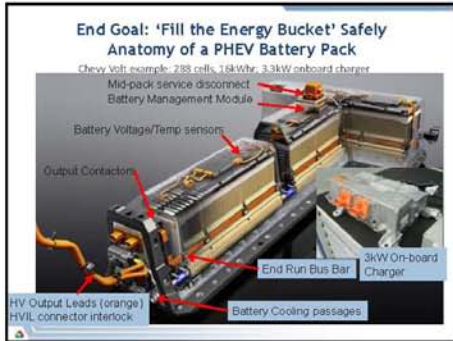 End Goal: ‘Fill the Energy Bucket’ Safely
Anatomy of a PHEV Battery Pack
Chevy Volt example: 288 cells, 16kWhr; 3.3kW onboard charger
Mid-pack service disconnect
Battery Management Module
Battery Voltage/Temp sensors
Output Contactors
End Run Bus Bar
3kW On-board
Charger
HV Output Leads (orange)
HVIL connector interlock
Battery Cooling passages